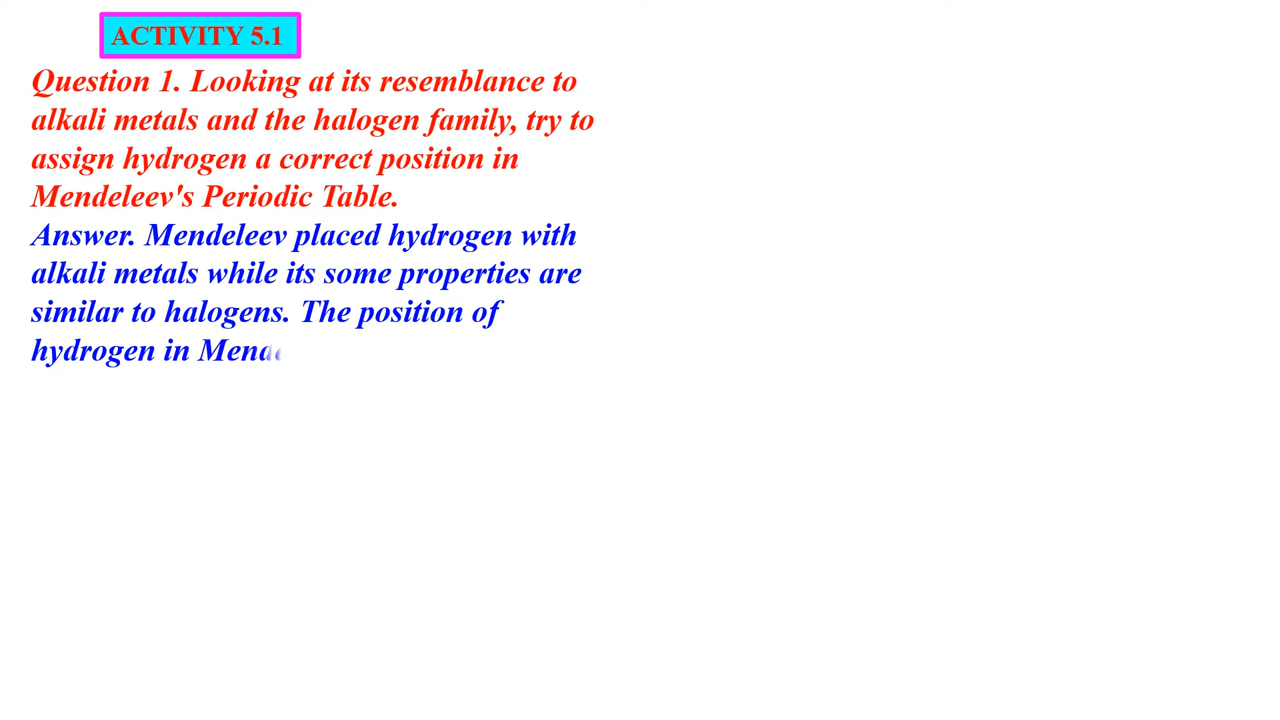 ACTIVITY 5.1
Question 1. Looking at its resemblance to
alkali metals and the halogen family, try to
assign hydrogen a correct position in
Mendeleev's Periodic Table.
Answer. Mendeleev placed hydrogen with
alkali metals while its some properties are
similar to halogens. The position of
hydrogen in